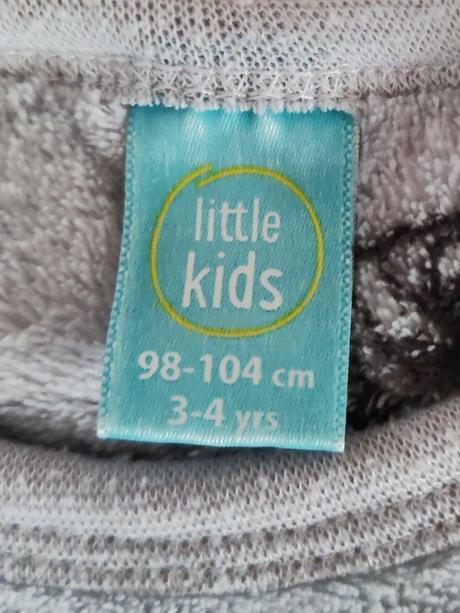 little
kids
98-104 cm
3-4 yrs